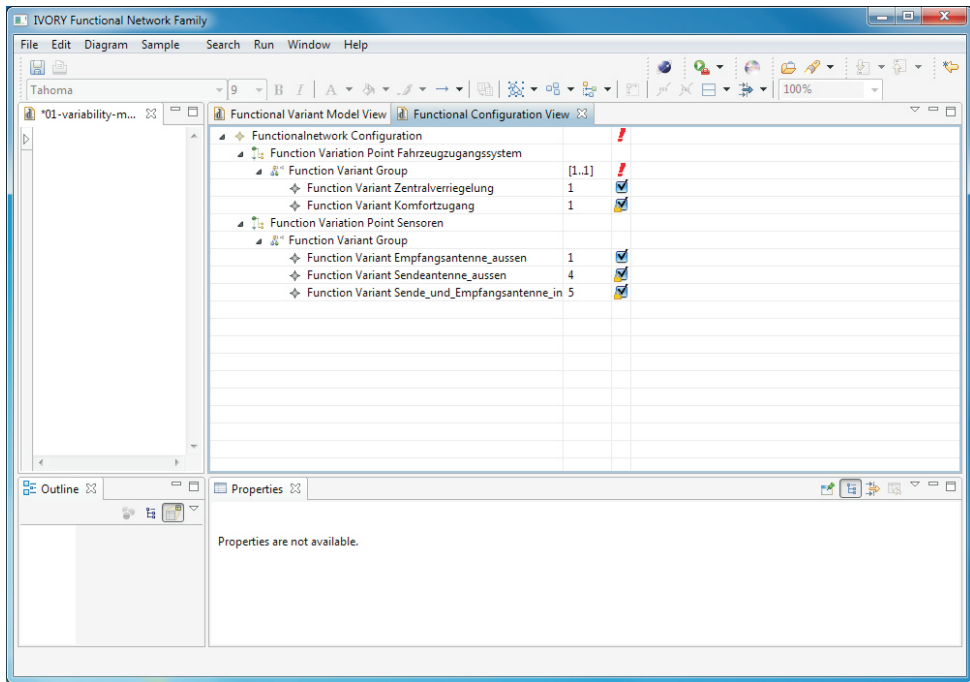 IVORY Functional Network Family
File Edit Diagram Sample Search Run Window Help
Tahoma 9 B I A 100%
*01-variability-m... Functional Variant Model View Functional Configuration View
Functionalnetwork Configuration
Function Variation Point Fahrzeugzugangssystem
Function Variant Group [1..1]
Function Variant Zentralverriegelung 1
Function Variant Komfortzugang 1
Function Variation Point Sensoren
Function Variant Group
Function Variant Empfangsantenne_aussen 1
Function Variant Sendeantenne_aussen 4
Function Variant Sende_und_Empfangsantenne_in 5
Outline Properties
Properties are not available.